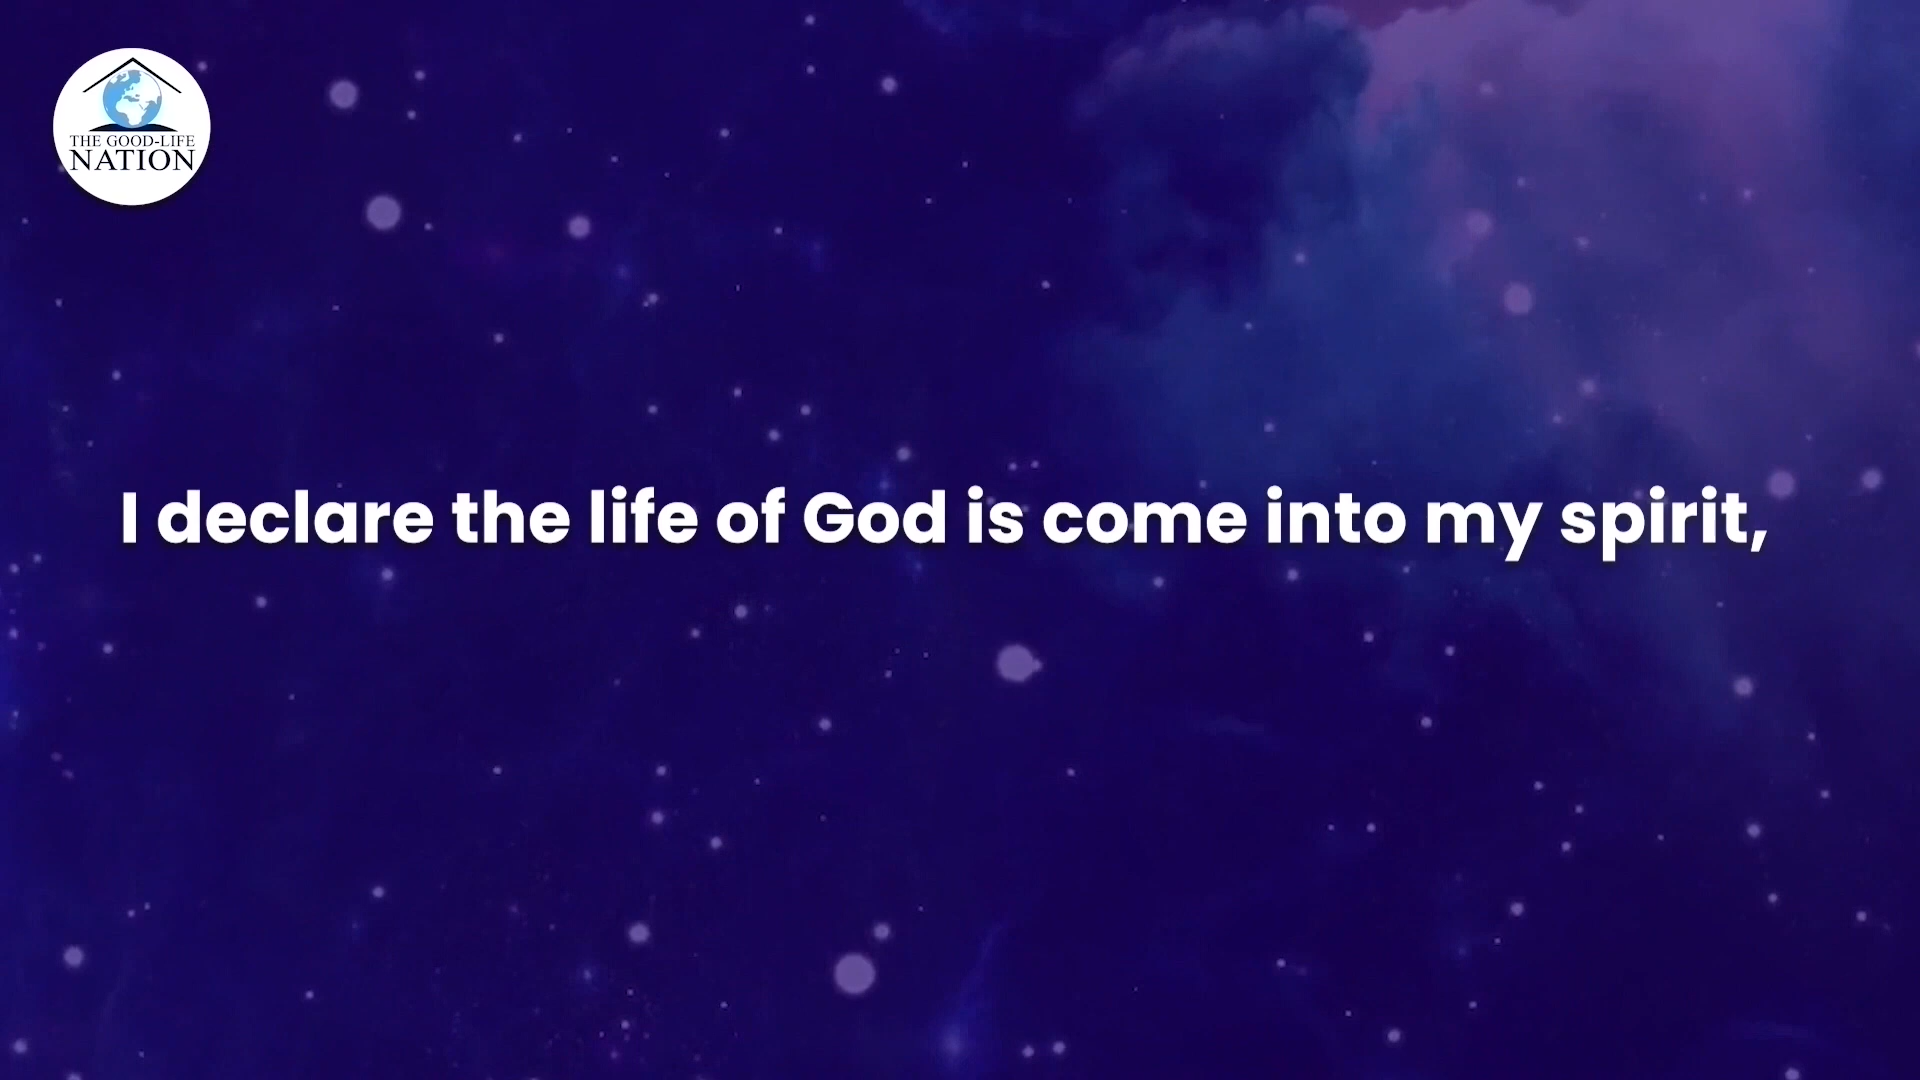 THE GOOD-LIFE
NATION
I declare the life of God is come into my spirit,